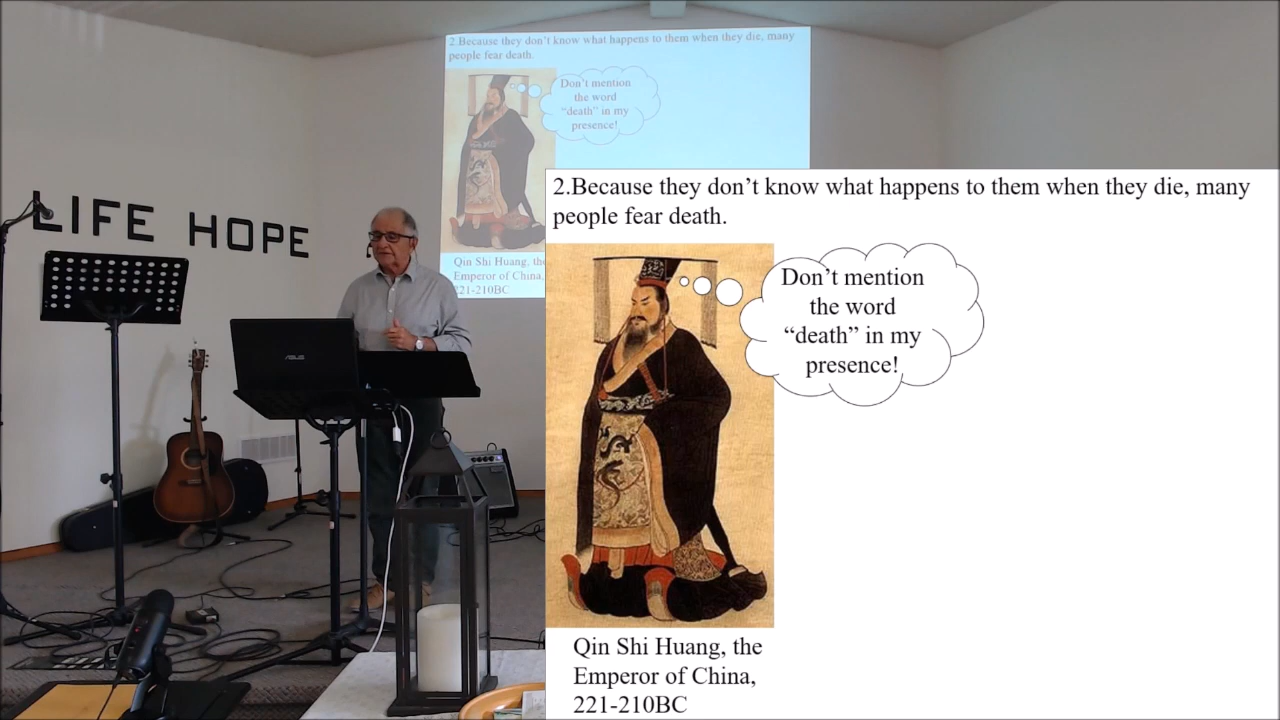 2.Because they don't know what happens to them when they die, many
people fear death.
Don't mention
the word
"death" in my
presence!
Qin Shi Huang, the
Emperor of China,
221-210BC
LIFE HOPE
ASUS
2.Because they don't know what happens to them when they die, many
people fear death.
Don't mention
the word
"death" in my
presence!
Qin Shi Huang, the
Emperor of China,
221-210BC